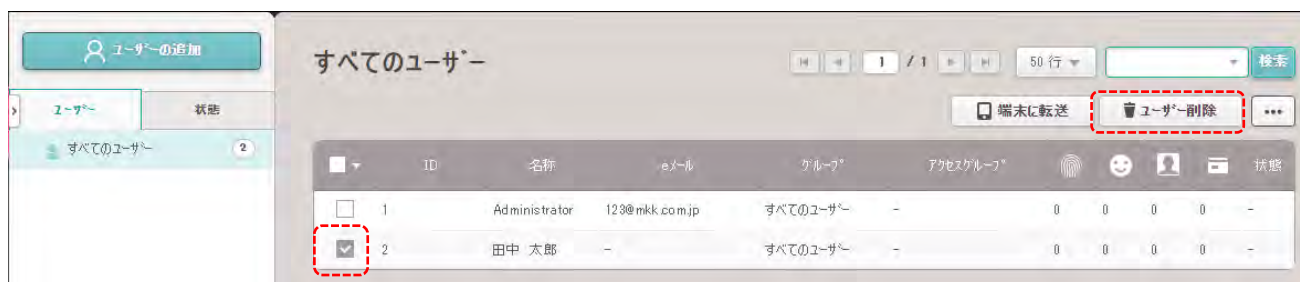 ユーザーの追加
ユーザー 状態
すべてのユーザー 2
すべてのユーザー
1 / 1 50 行 検索
端末に転送 ユーザー削除 •••
ID 名称 eメール グループ アクセスグループ 状態
1 Administrator 123@mkk.com.jp すべてのユーザー - 0 0 0 0 -
2 田中 太郎 - すべてのユーザー - 0 0 0 0 -